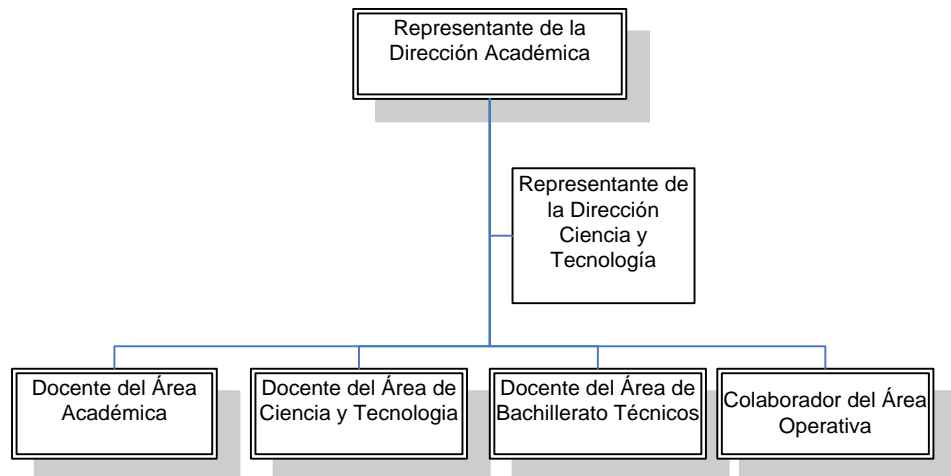 Representante de la
Dirección Académica
Representante de
la Dirección
Ciencia y
Tecnología
Docente del Área
Académica
Docente del Área de
Ciencia y Tecnologia
Docente del Área de
Bachillerato Técnicos
Colaborador del Área
Operativa